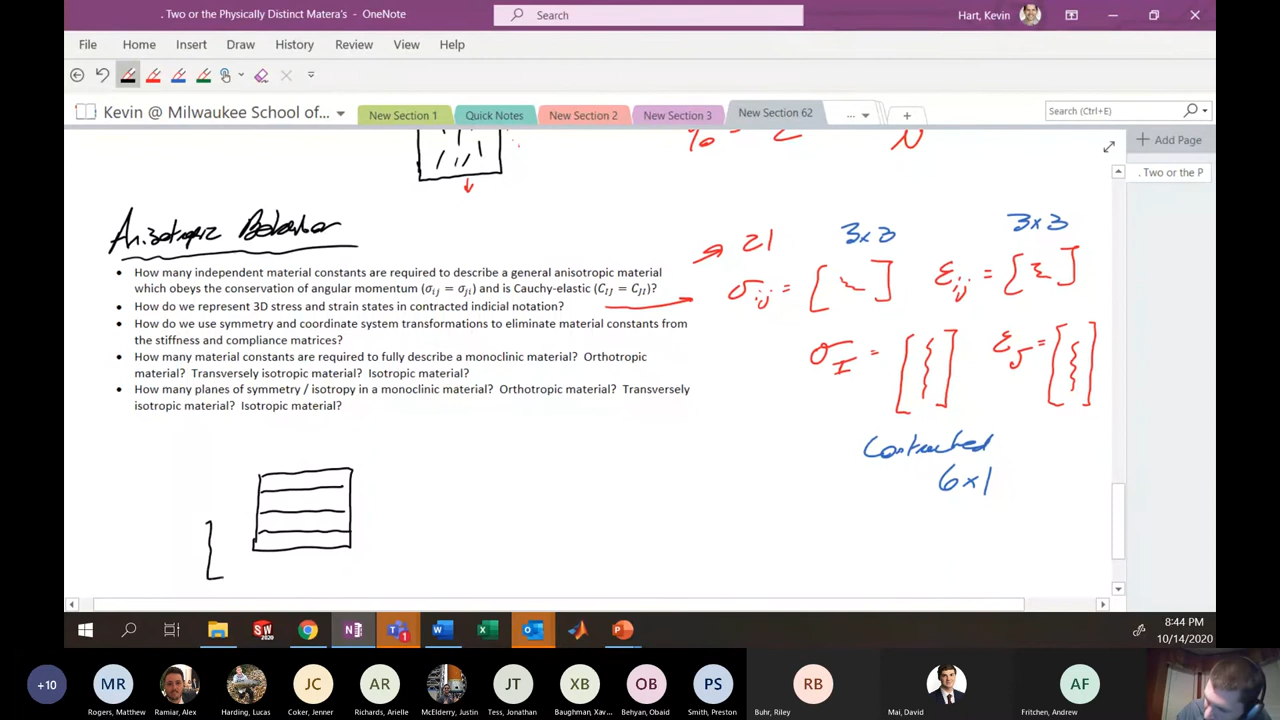 . Two or the Physically Distinct Matera's - OneNote
Search
Hart, Kevin
File Home Insert Draw History Review View Help
Kevin @ Milwaukee School of...
New Section 1
Quick Notes
New Section 2
New Section 3
New Section 62
...
Search (Ctrl+E)
Add Page
. Two or the P
Anisotropic Behavior
• How many independent material constants are required to describe a general anisotropic material
which obeys the conservation of angular momentum (σij = σji) and is Cauchy-elastic (CIJ = CJI)?
• How do we represent 3D stress and strain states in contracted indicial notation?
• How do we use symmetry and coordinate system transformations to eliminate material constants from
the stiffness and compliance matrices?
• How many material constants are required to fully describe a monoclinic material? Orthotropic
material? Transversely isotropic material? Isotropic material?
• How many planes of symmetry / isotropy in a monoclinic material? Orthotropic material? Transversely
isotropic material? Isotropic material?
→ 21
3x3
3x3
σij = [ ]
εij = [ ]
σI = [ ]
εJ = [ ]
Contracted
6x1
8:44 PM
10/14/2020
+10
MR
JC
AR
JT
XB
OB
PS
RB
AF
Rogers, Matthew
Ramiar, Alex
Harding, Lucas
Coker, Jenner
Richards, Arielle
McElderry, Justin
Tess, Jonathan
Baughman, Xav...
Behyan, Obaid
Smith, Preston
Buhr, Riley
Mai, David
Fritchen, Andrew